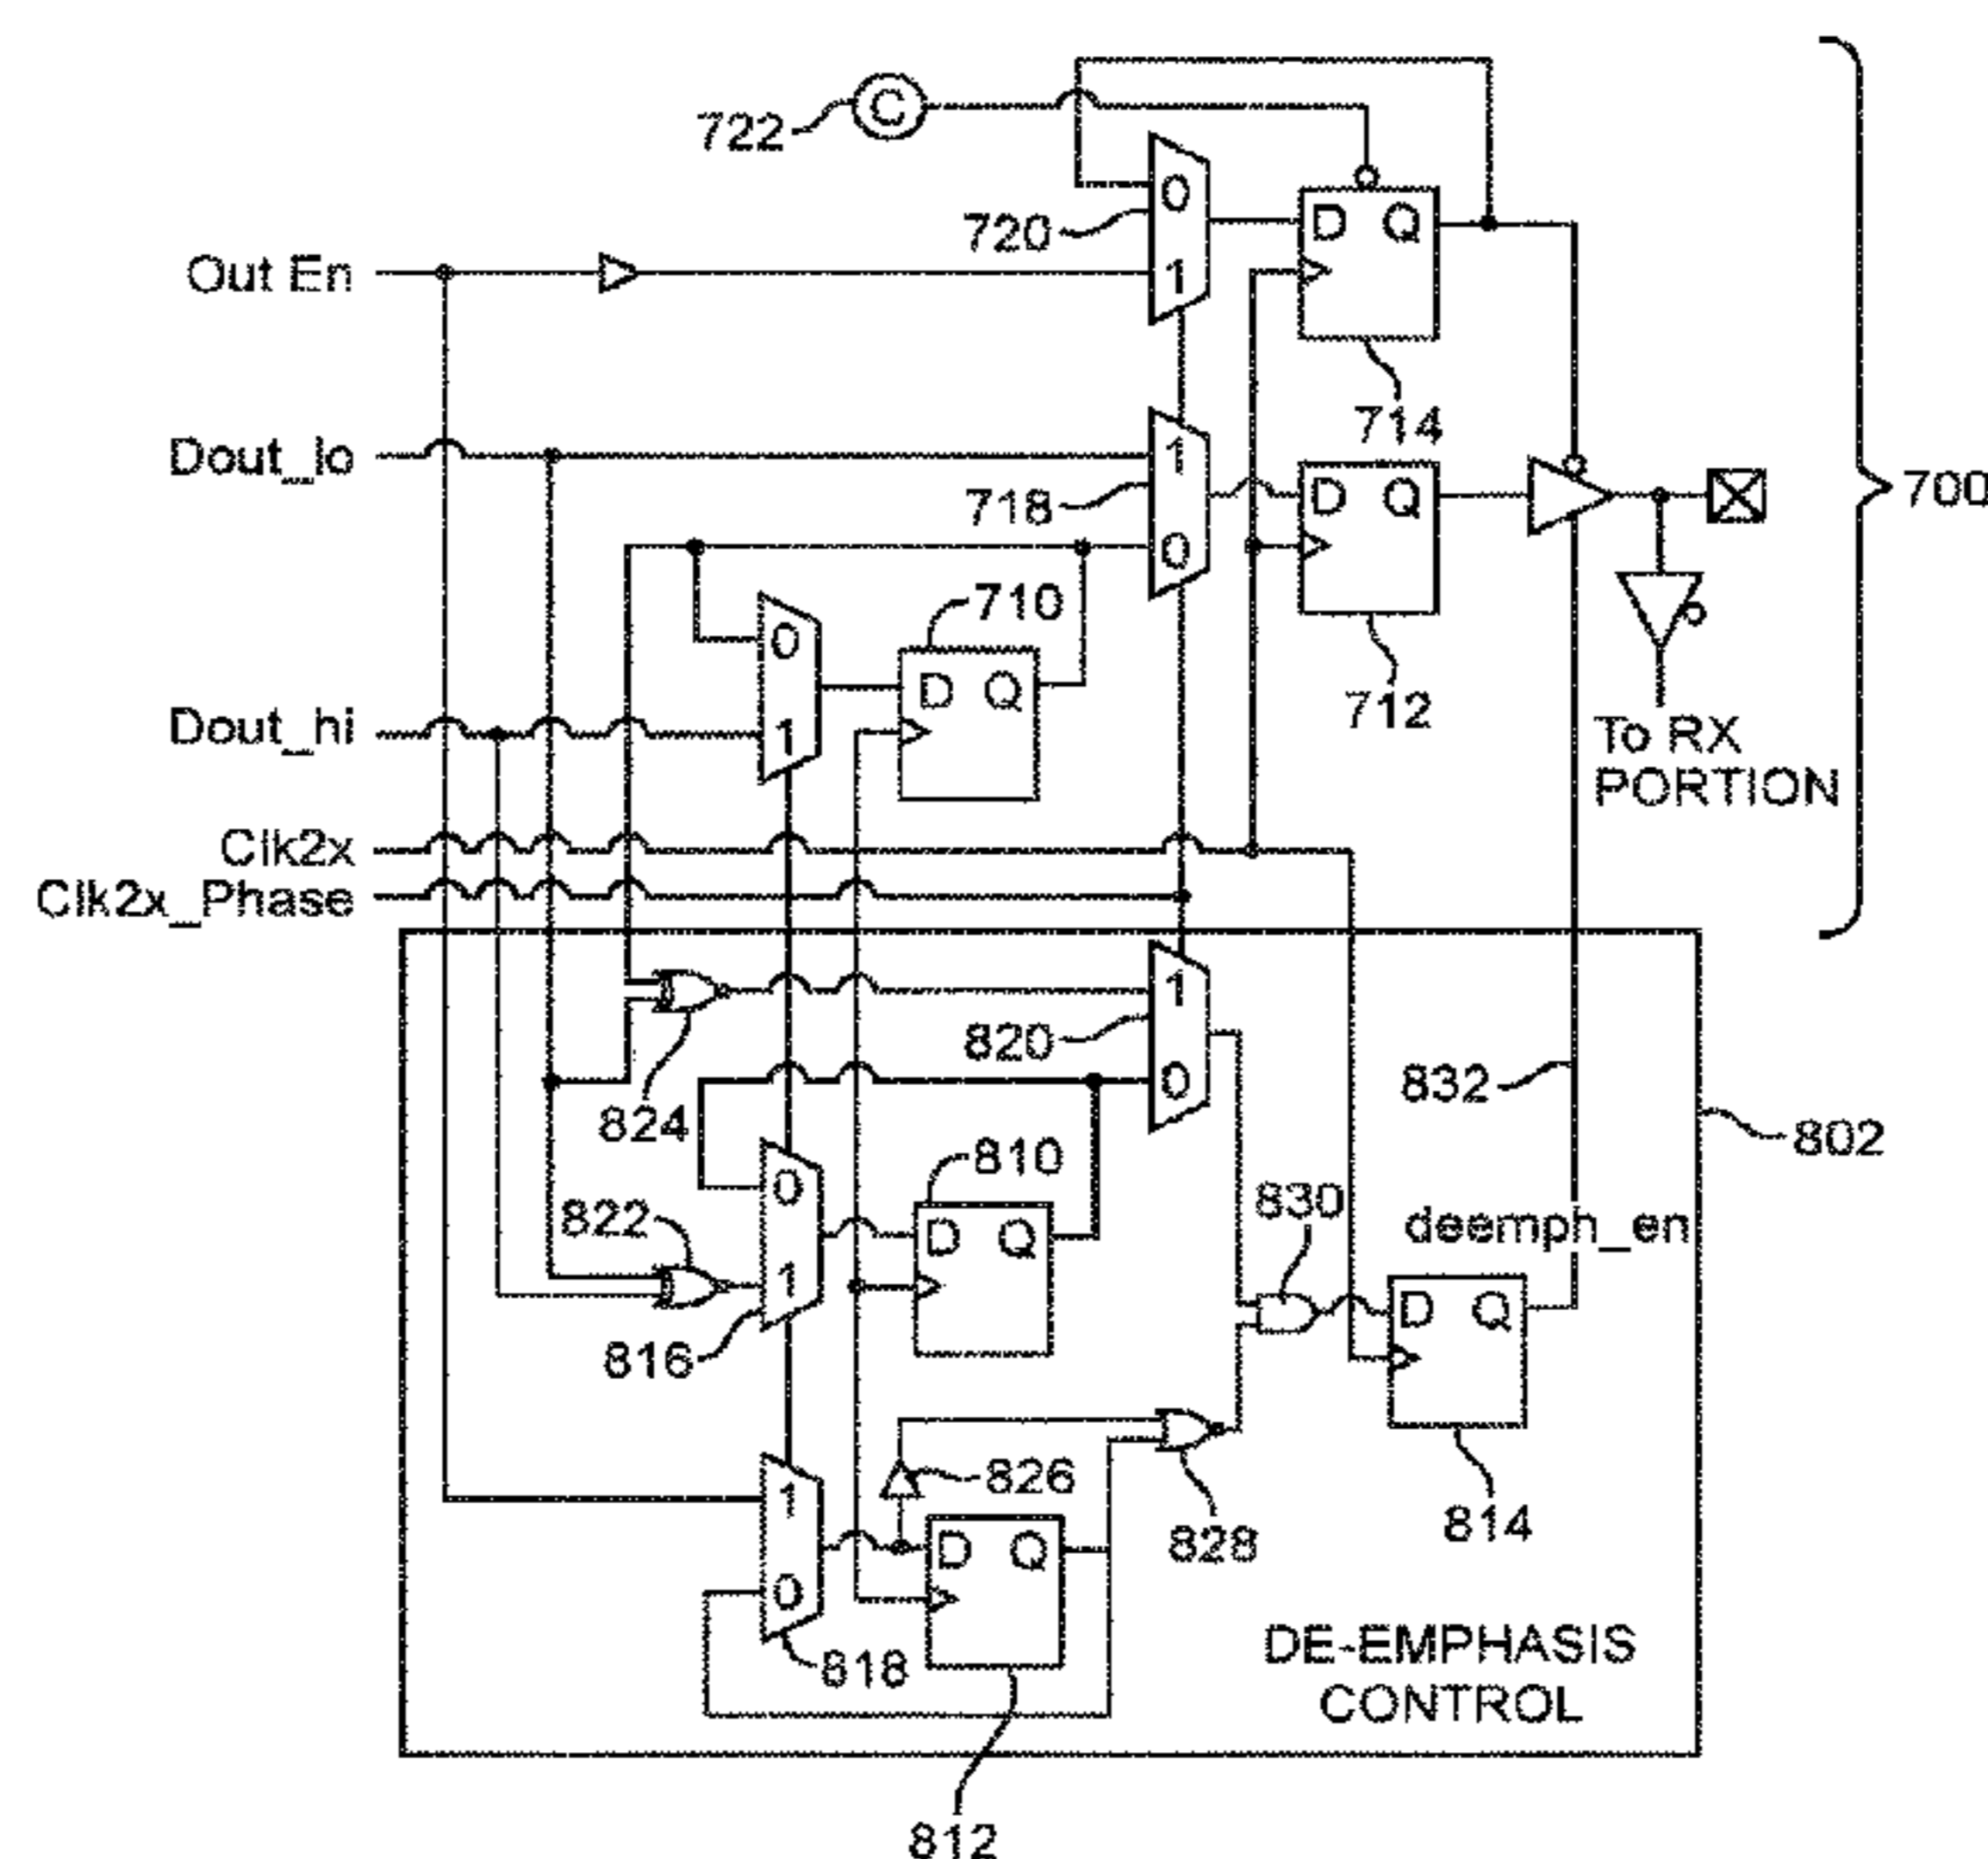 C
722
0
720
D Q
1
Out En
714
Dout_lo
1
718
D Q
700
0
710
0
D Q
712
Dout_hi
1
To RX
PORTION
Clk2x
Clk2x_Phase
1
820
824
0
832
802
810
0
830
822
D Q
deemph_en
1
D Q
816
826
1
828
814
D Q
0
DE-EMPHASIS
CONTROL
818
812